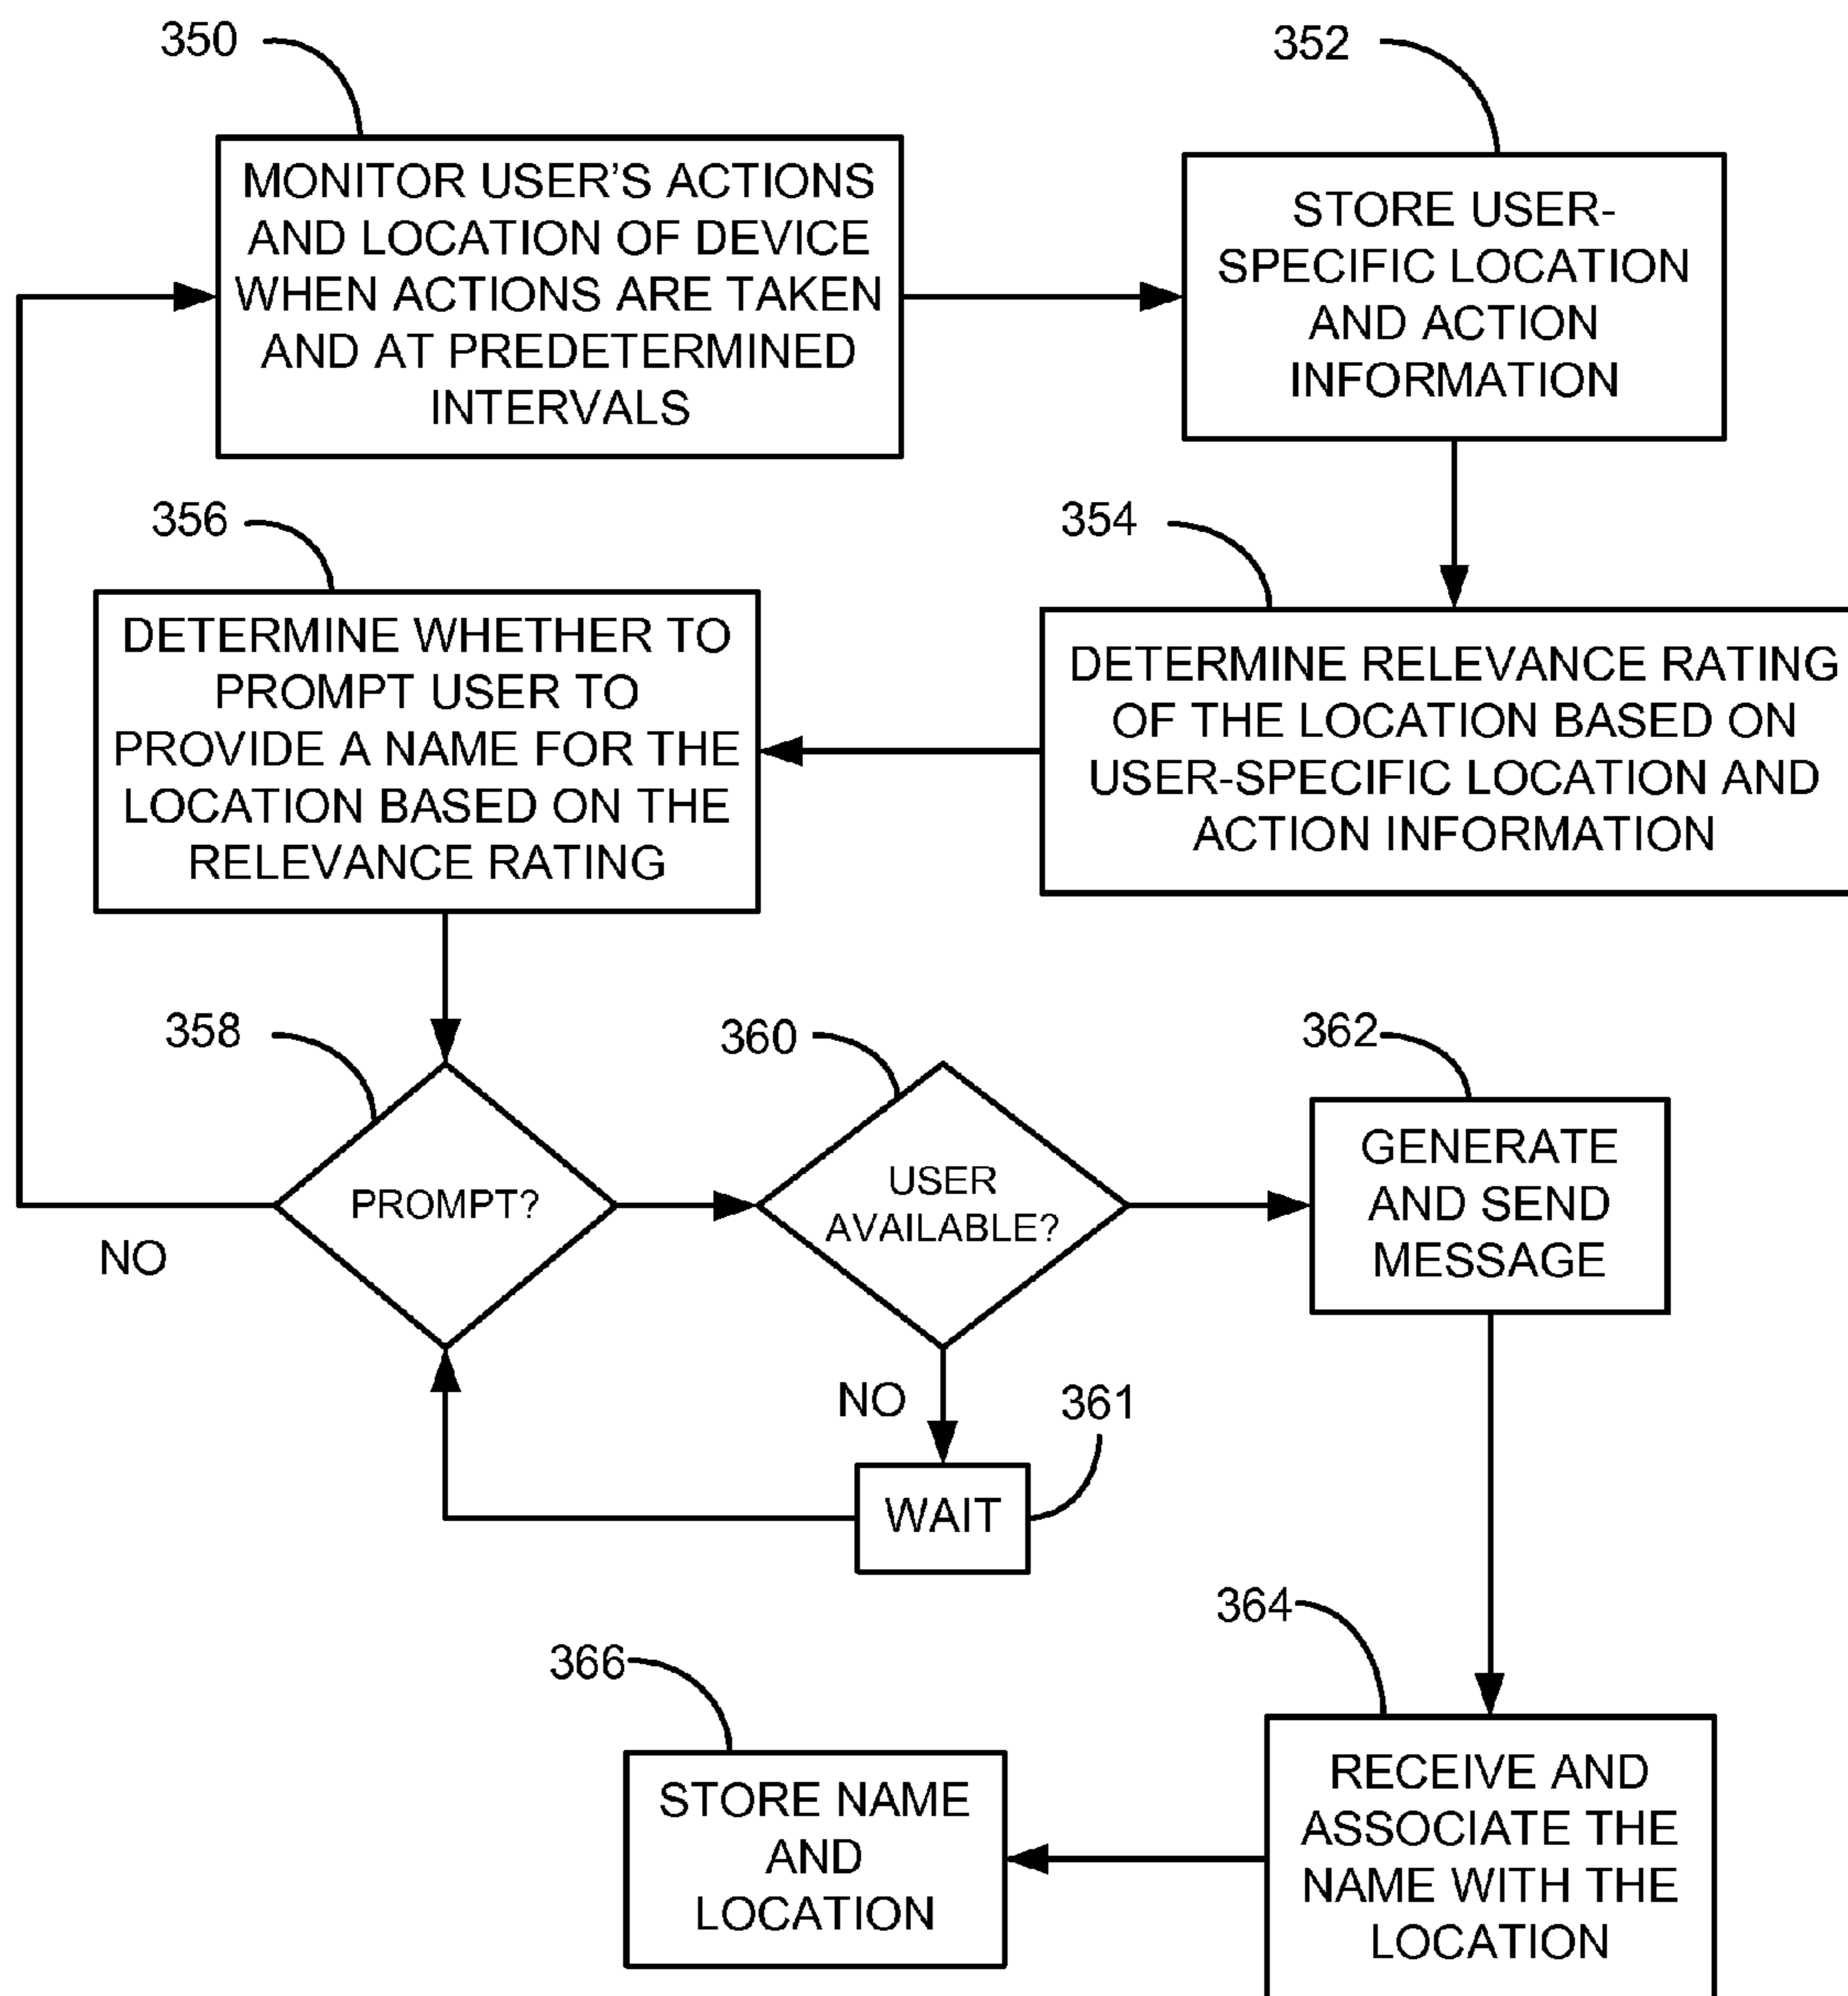 350
MONITOR USER'S ACTIONS
AND LOCATION OF DEVICE
WHEN ACTIONS ARE TAKEN
AND AT PREDETERMINED
INTERVALS
352
STORE USER-
SPECIFIC LOCATION
AND ACTION
INFORMATION
354
DETERMINE RELEVANCE RATING
OF THE LOCATION BASED ON
USER-SPECIFIC LOCATION AND
ACTION INFORMATION
356
DETERMINE WHETHER TO
PROMPT USER TO
PROVIDE A NAME FOR THE
LOCATION BASED ON THE
RELEVANCE RATING
358
PROMPT?
NO
360
USER
AVAILABLE?
NO
361
WAIT
362
GENERATE
AND SEND
MESSAGE
364
RECEIVE AND
ASSOCIATE THE
NAME WITH THE
LOCATION
366
STORE NAME
AND
LOCATION